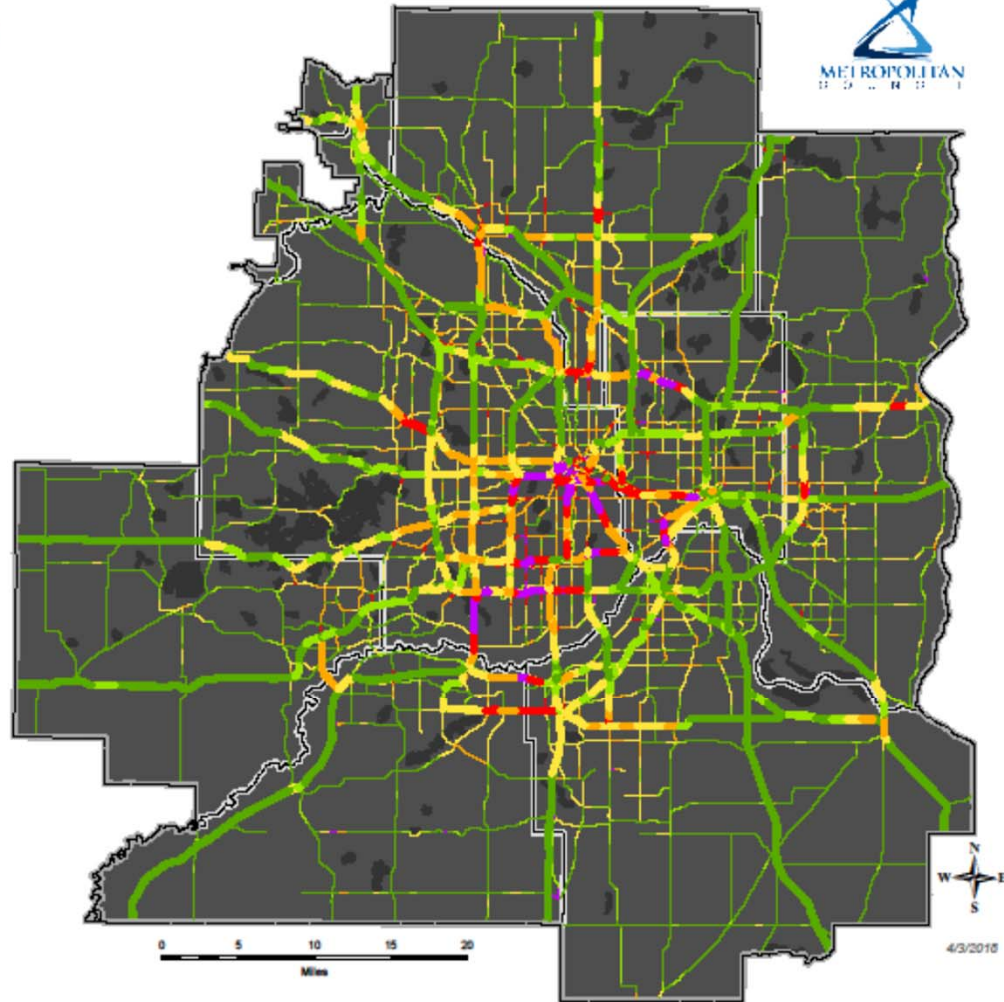 METROPOLITAN
C O U N C I L
N
W E
S
0 5 10 15 20
Miles
4/3/2016